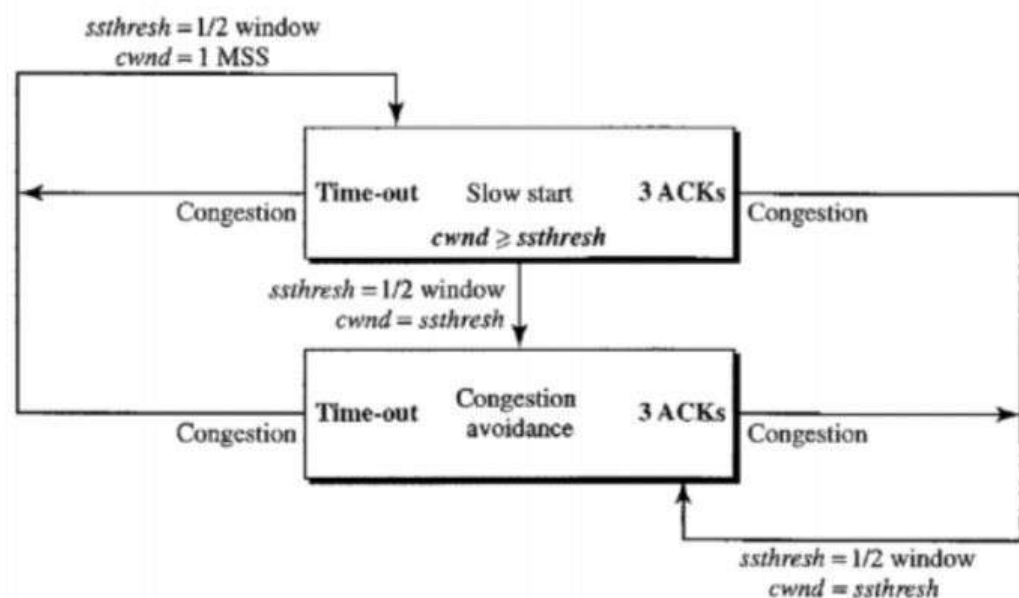 ssthresh = 1/2 window
cwnd = 1 MSS
Time-out Slow start 3 ACKs
Congestion Congestion
cwnd ⩾ ssthresh
ssthresh = 1/2 window
cwnd = ssthresh
Time-out Congestion avoidance 3 ACKs
Congestion Congestion
ssthresh = 1/2 window
cwnd = ssthresh